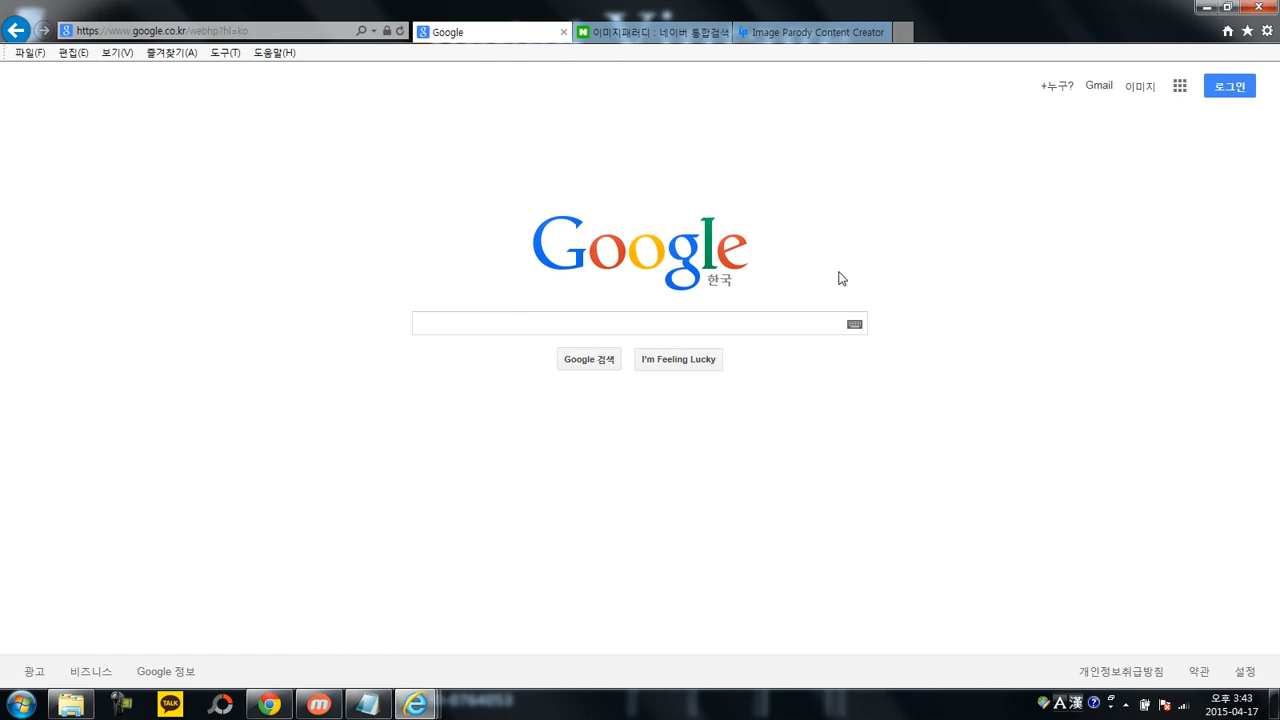 https://www.google.co.kr/webhp?hl=ko
Google
이미지패러디 : 네이버 통합검색
Image Parody Content Creator
파일(F) 편집(E) 보기(V) 즐겨찾기(A) 도구(T) 도움말(H)
+누구? Gmail 이미지 로그인
Google
한국
Google 검색 I'm Feeling Lucky
광고 비즈니스 Google 정보 개인정보취급방침 약관 설정
TALK
A漢
오후 3:43
2015-04-17